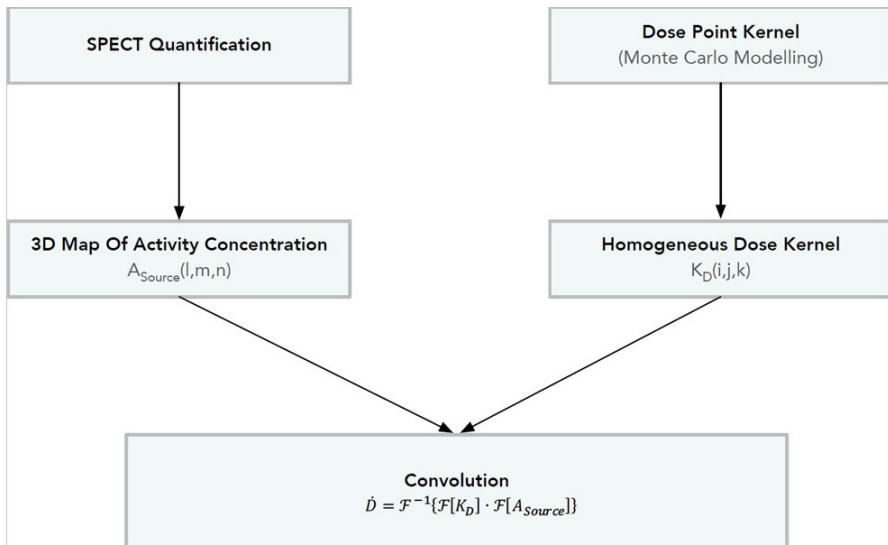 SPECT Quantification
Dose Point Kernel
(Monte Carlo Modelling)
3D Map Of Activity Concentration
A_Source(l,m,n)
Homogeneous Dose Kernel
K_D(i,j,k)
Convolution
Ḋ = ℱ⁻¹{ℱ[K_D] · ℱ[A_Source]}